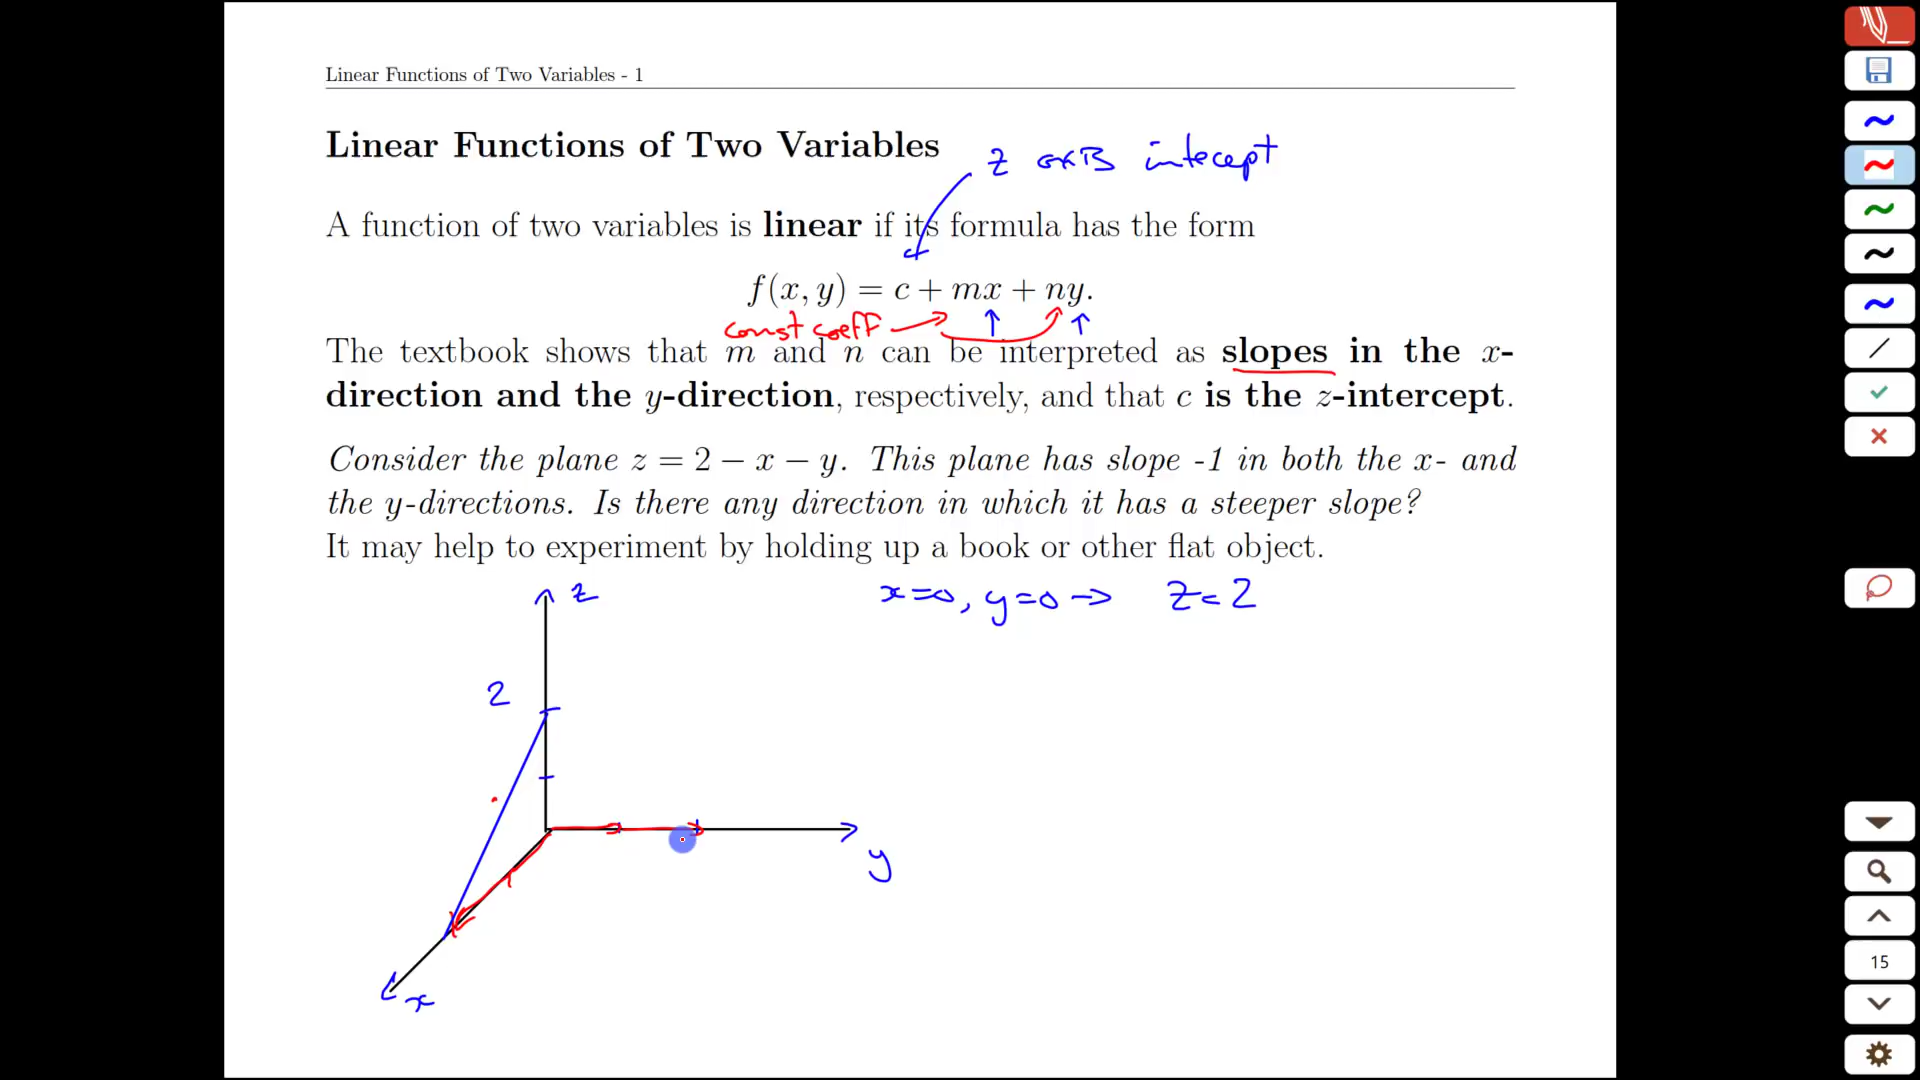 Linear Functions of Two Variables - 1
Linear Functions of Two Variables
z axis intecept
A function of two variables is linear if its formula has the form
f(x, y) = c + mx + ny.
const coeff
The textbook shows that m and n can be interpreted as slopes in the x-
direction and the y-direction, respectively, and that c is the z-intercept.
Consider the plane z = 2 − x − y. This plane has slope -1 in both the x- and
the y-directions. Is there any direction in which it has a steeper slope?
It may help to experiment by holding up a book or other flat object.
z
x=0, y=0 → z=2
2
y
x
15